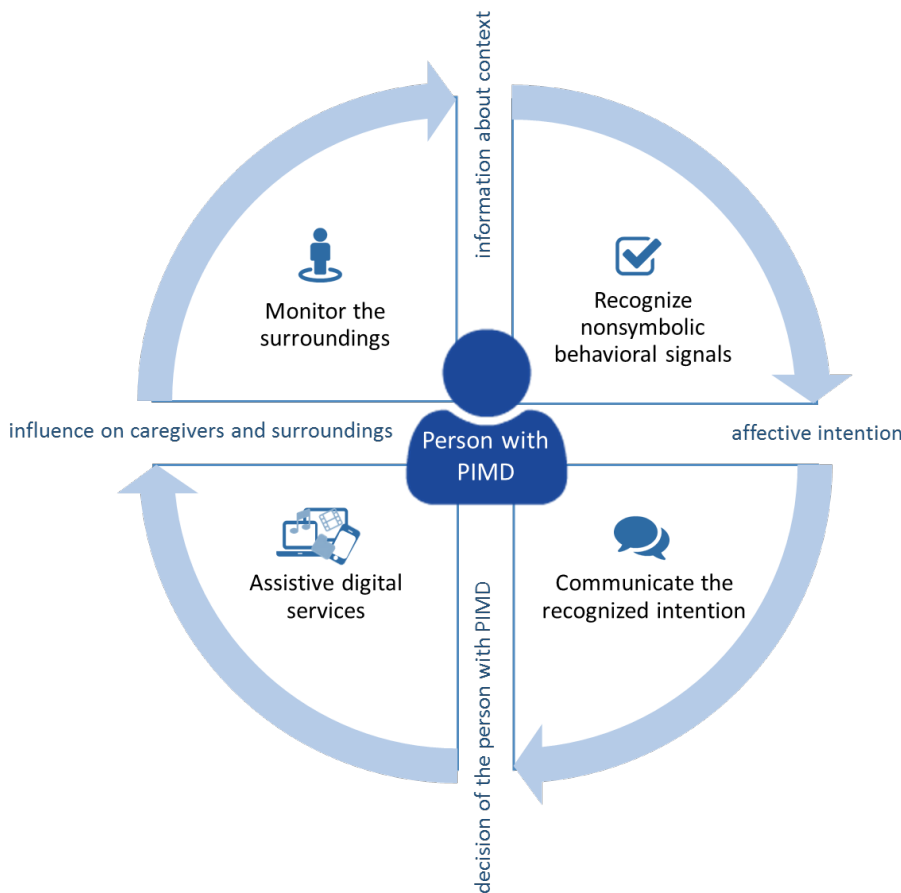 information about context
Monitor the
surroundings
Recognize
nonsymbolic
behavioral signals
influence on caregivers and surroundings
Person with
PIMD
affective intention
Assistive digital
services
Communicate the
recognized intention
decision of the person with PIMD